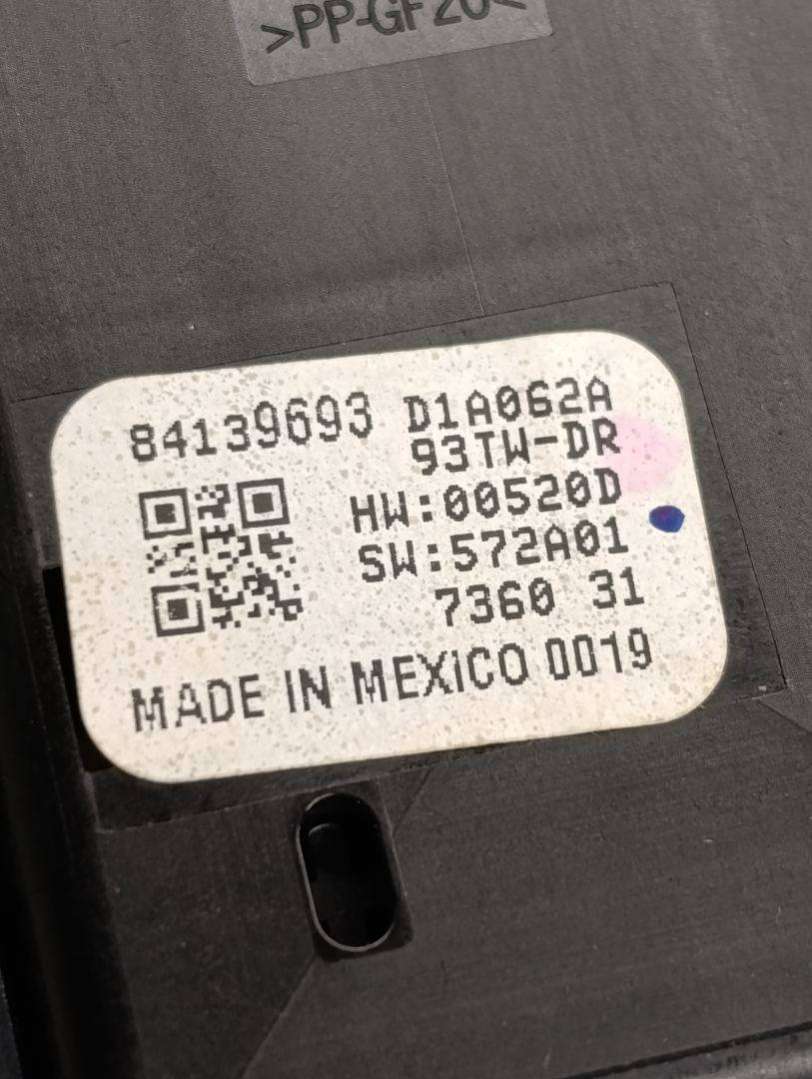 >PP-GF20<
84139693 D1A062A
93TW-DR
HW:00520D
SW:572A01
7360 31
MADE IN MEXICO 0019